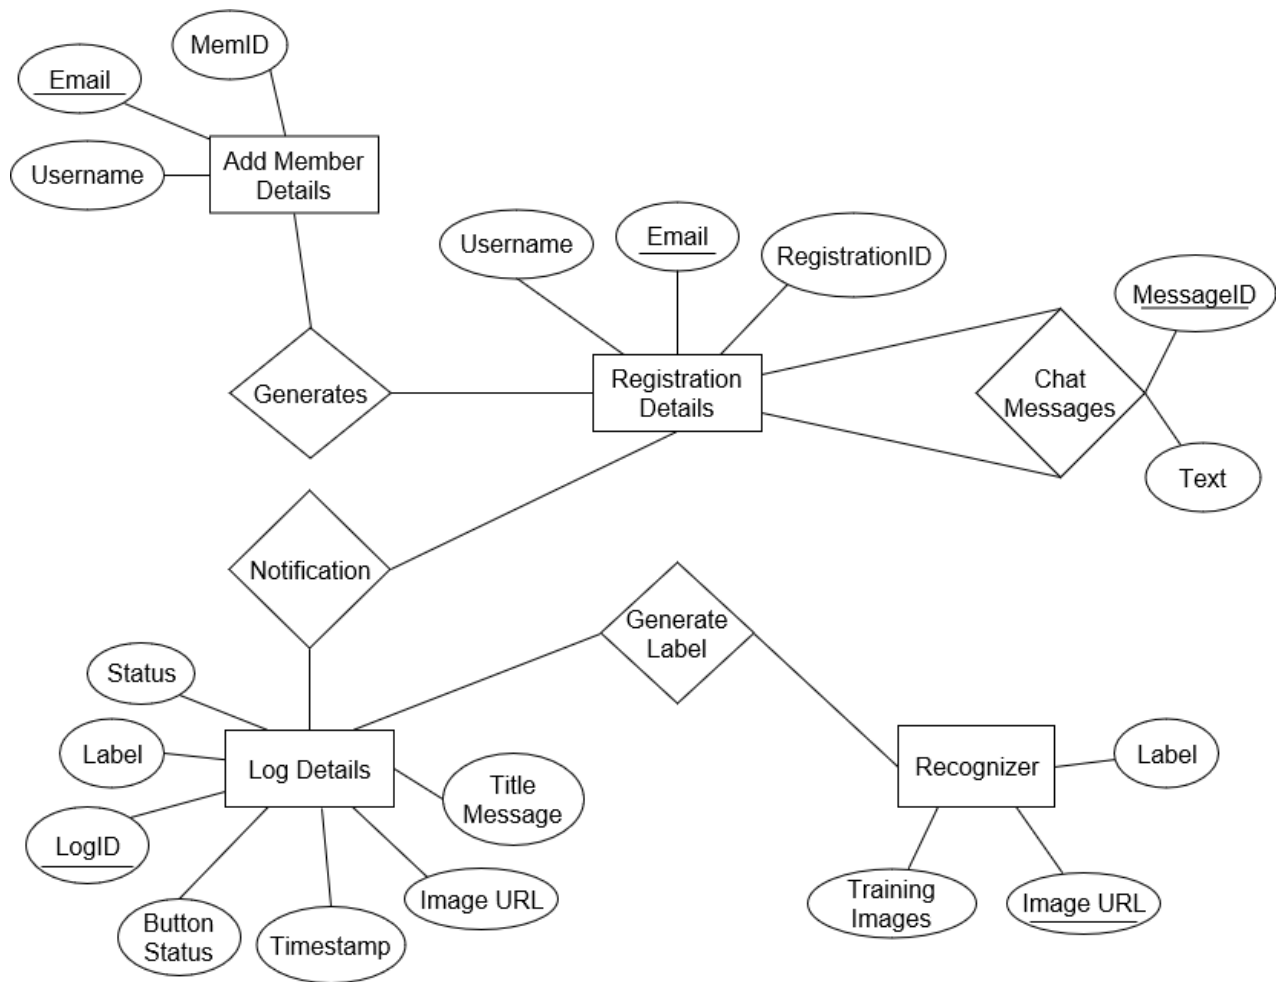 MemID
Email
Username
Add Member
Details
Username
Email
RegistrationID
MessageID
Generates
Registration
Details
Chat
Messages
Text
Notification
Generate
Label
Status
Label
Log Details
Title
Message
Recognizer
Label
LogID
Button
Status
Timestamp
Image URL
Training
Images
Image URL